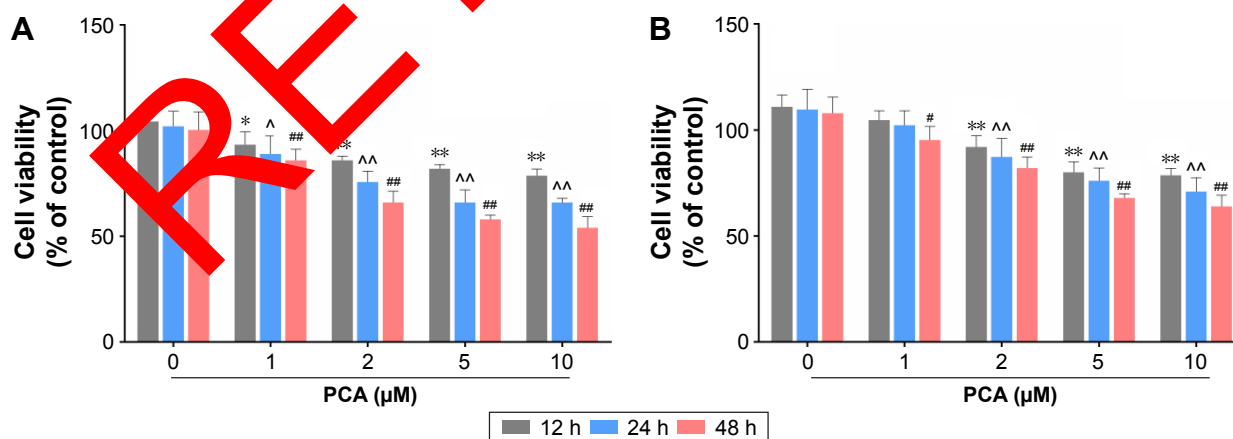 A
B
150
100
50
0
Cell viability
(% of control)
* ^ ##
** ^^ ##
** ^^ ##
** ^^ ##
0 1 2 5 10
PCA (µM)
150
100
50
0
Cell viability
(% of control)
#
** ^^ ##
** ^^ ##
** ^^ ##
0 1 2 5 10
PCA (µM)
12 h 24 h 48 h
RE